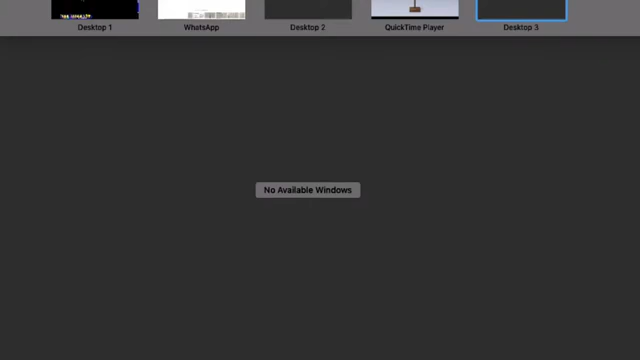 Desktop 1
WhatsApp
Desktop 2
QuickTime Player
Desktop 3
No Available Windows